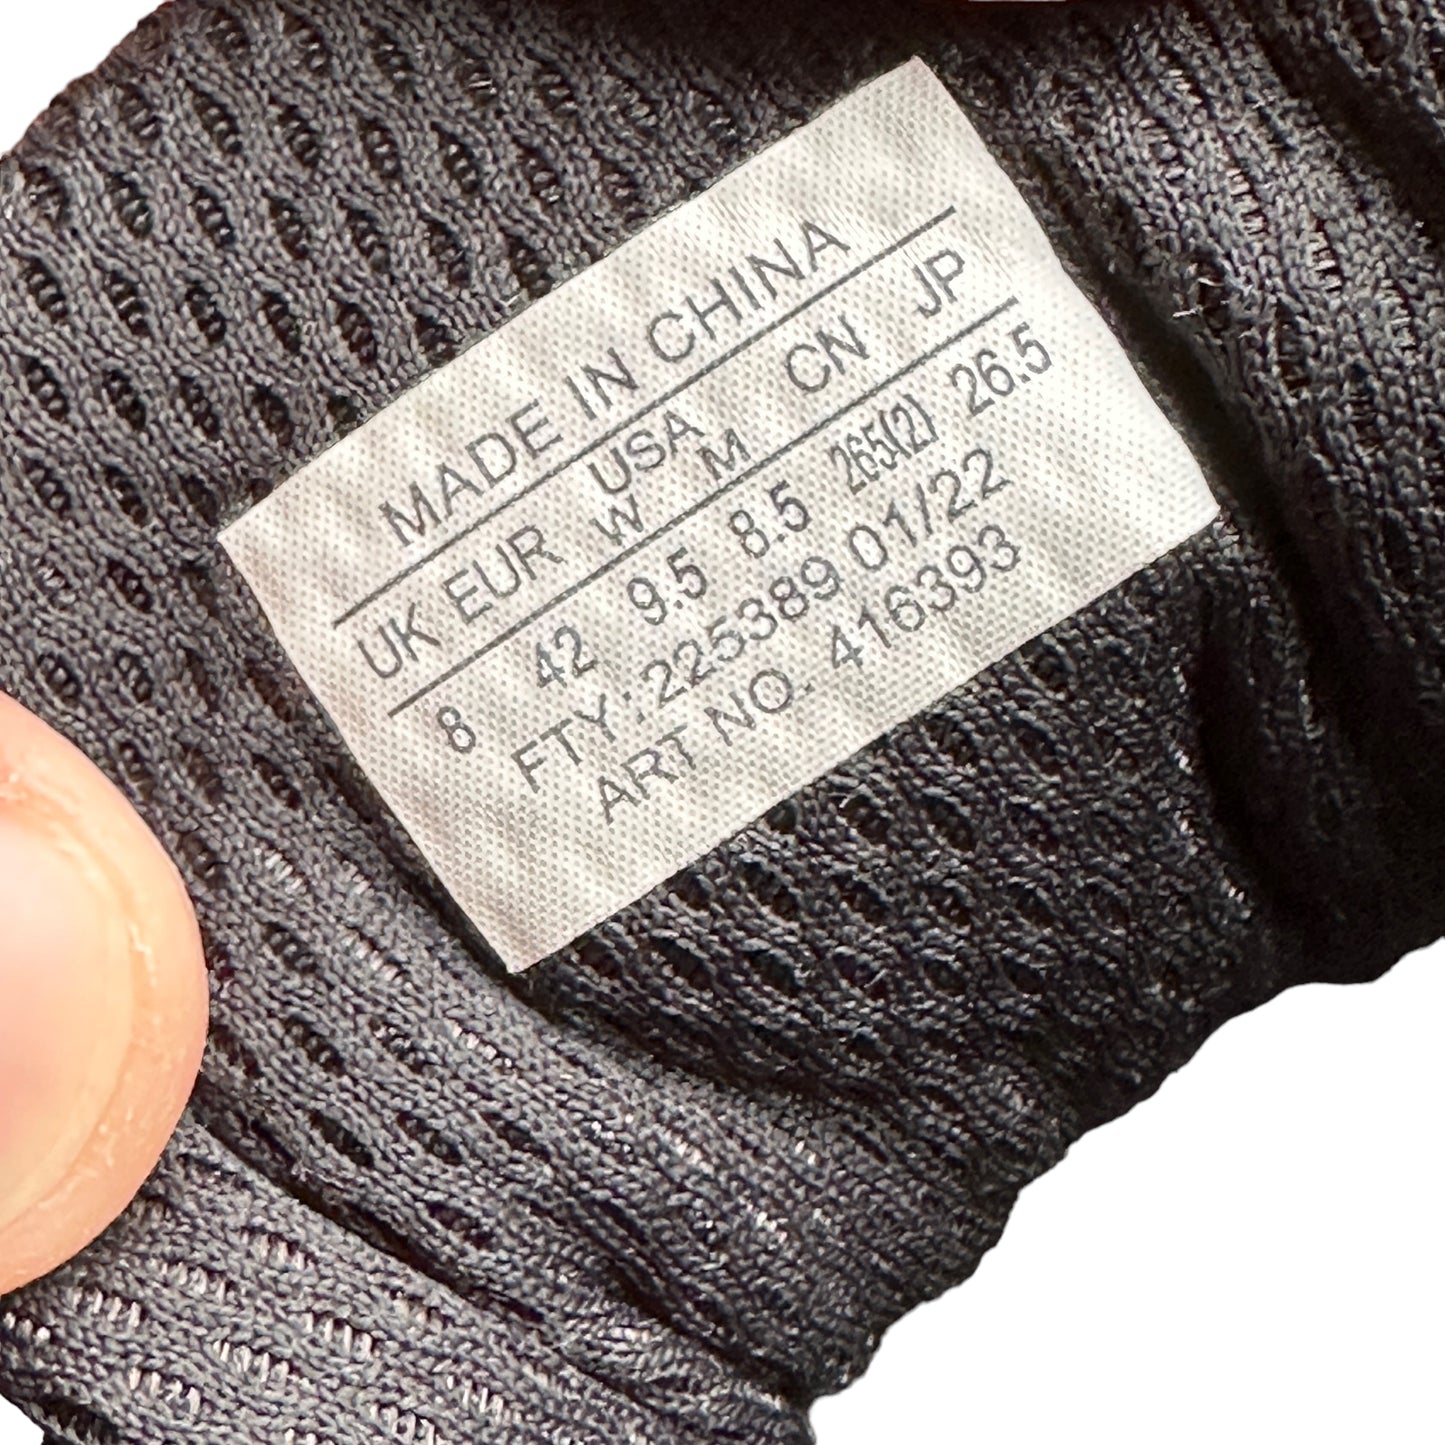 MADE IN CHINA
UK EUR USA CN JP
W M
8 42 9.5 8.5 265(2) 26.5
FTY:225389 01/22
ART NO. 416393